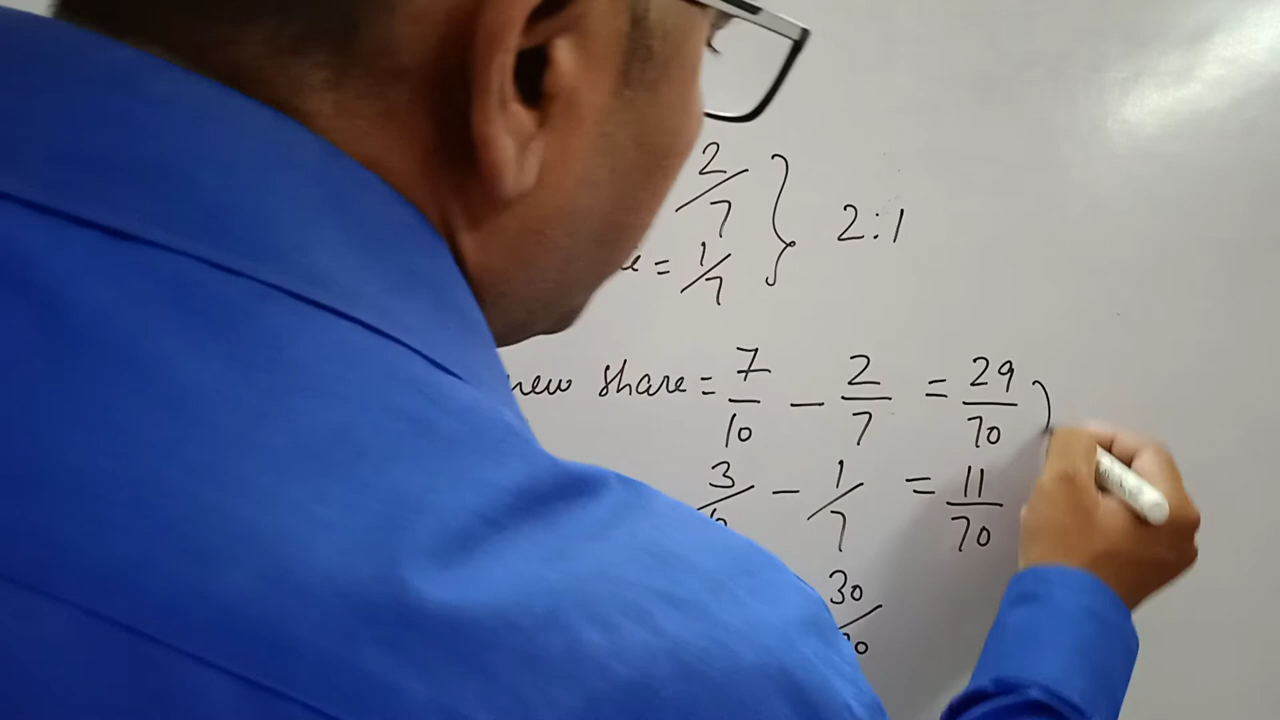 2/7 } 2:1
= 1/7
new share = 7/10 - 2/7 = 29/70
3/ - 1/7 = 11/70
30/